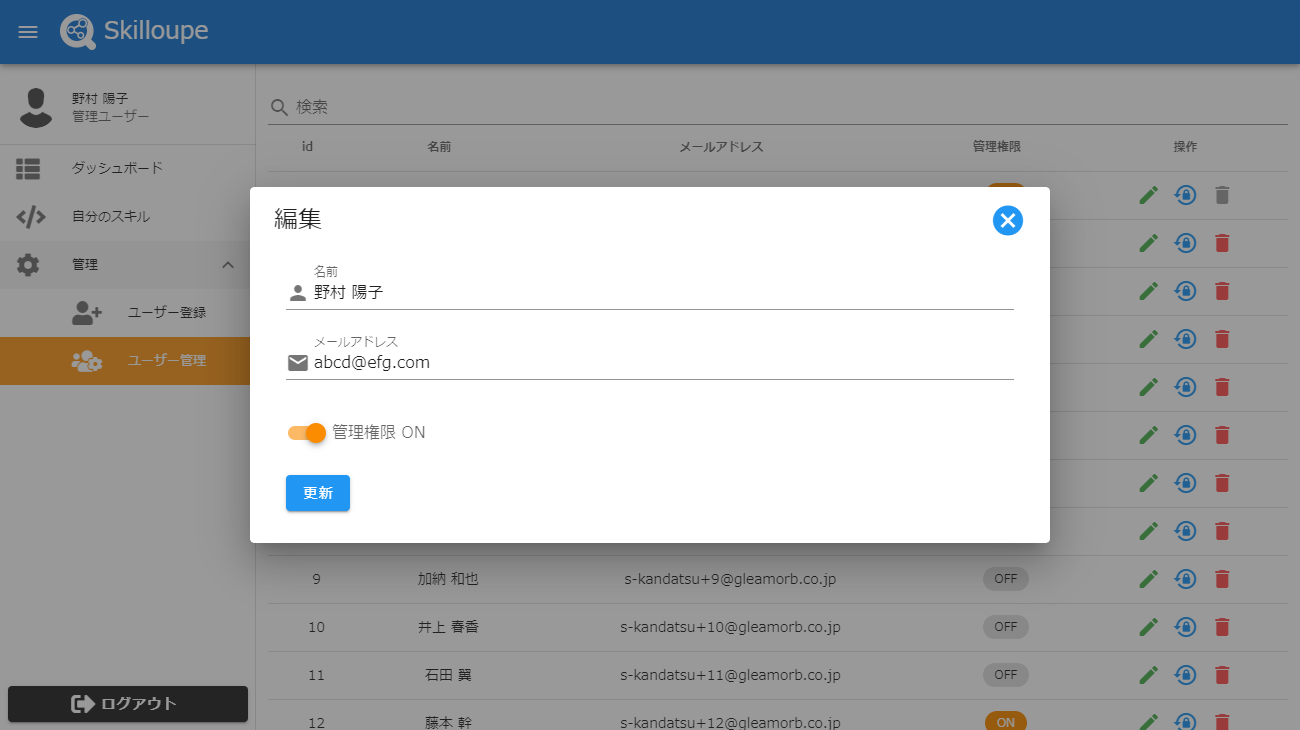 Skilloupe
野村 陽子
管理ユーザー
ダッシュボード
自分のスキル
管理
ユーザー登録
ユーザー管理
ログアウト
検索
id 名前 メールアドレス 管理権限 操作
編集
名前
野村 陽子
メールアドレス
abcd@efg.com
管理権限 ON
更新
9 加納 和也 s-kandatsu+9@gleamorb.co.jp OFF
10 井上 春香 s-kandatsu+10@gleamorb.co.jp OFF
11 石田 翼 s-kandatsu+11@gleamorb.co.jp OFF
12 藤本 幹 s-kandatsu+12@gleamorb.co.jp ON